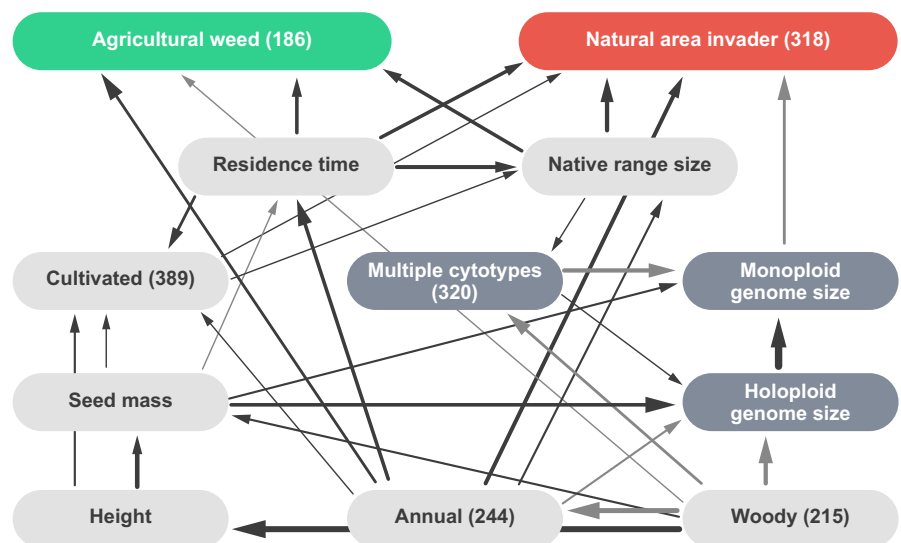 Agricultural weed (186)
Natural area invader (318)
Residence time
Native range size
Cultivated (389)
Multiple cytotypes
(320)
Monoploid
genome size
Seed mass
Holoploid
genome size
Height
Annual (244)
Woody (215)